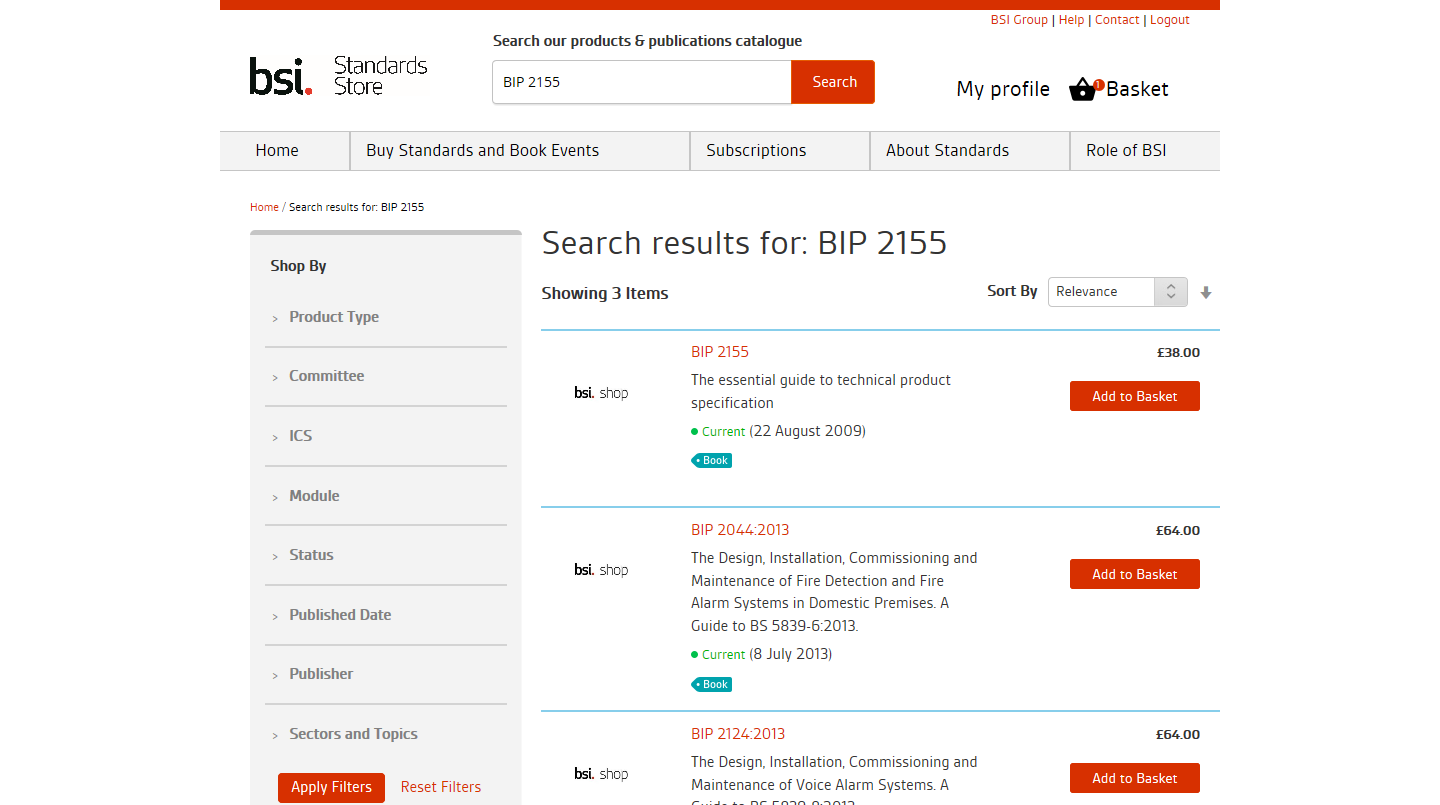 BSI Group | Help | Contact | Logout
Search our products & publications catalogue
bsi. Standards
Store
BIP 2155
Search
My profile
1
Basket
Home
Buy Standards and Book Events
Subscriptions
About Standards
Role of BSI
Home / Search results for: BIP 2155
Shop By
> Product Type
> Committee
> ICS
> Module
> Status
> Published Date
> Publisher
> Sectors and Topics
Apply Filters
Reset Filters
Search results for: BIP 2155
Showing 3 Items
Sort By
Relevance
bsi. shop
BIP 2155
The essential guide to technical product
specification
Current (22 August 2009)
Book
£38.00
Add to Basket
bsi. shop
BIP 2044:2013
The Design, Installation, Commissioning and
Maintenance of Fire Detection and Fire
Alarm Systems in Domestic Premises. A
Guide to BS 5839-6:2013.
Current (8 July 2013)
Book
£64.00
Add to Basket
bsi. shop
BIP 2124:2013
The Design, Installation, Commissioning and
Maintenance of Voice Alarm Systems. A
Guide to BS 5839-8:2013
£64.00
Add to Basket